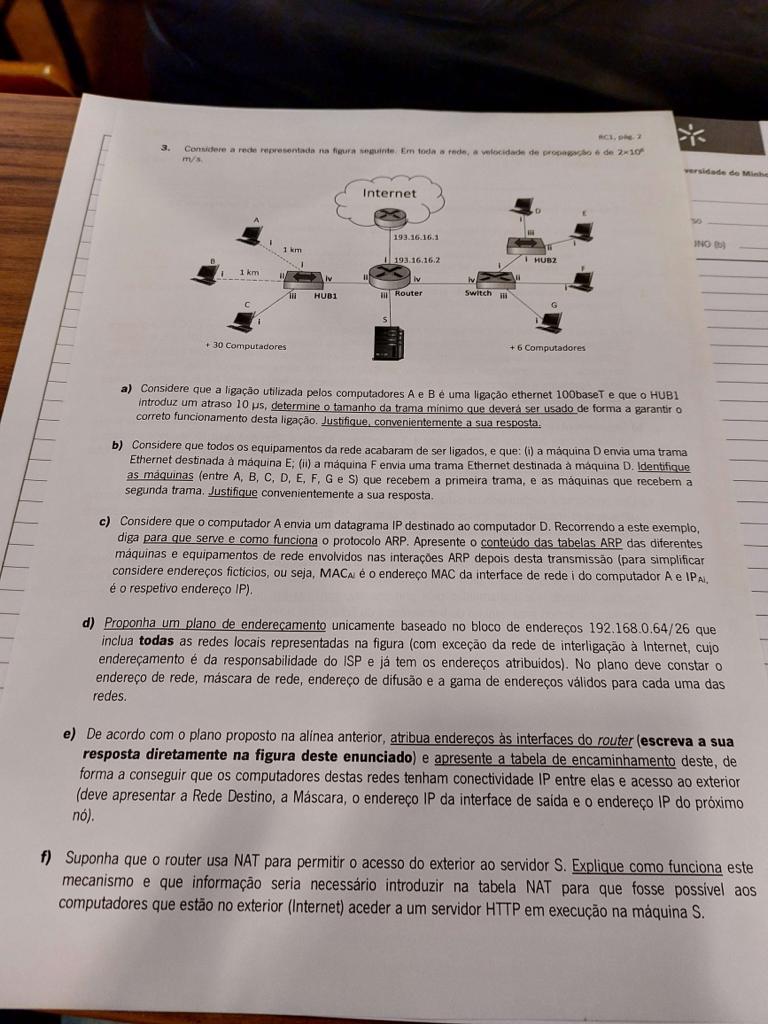 RC1, pág. 2
3. Considere a rede representada na figura seguinte. Em toda a rede, a velocidade de propagação é de 2×10⁸
m/s.
versidade do Minho
Internet
A
B
C
D
E
F
G
S
i
i
i
i
ii
iii
iv
1 km
1 km
HUB1
193.16.16.1
i 193.16.16.2
ii
iii
iv
Router
iv
Switch
i
ii
iii
i
ii
iii
HUB2
i
i
i
+ 30 Computadores
+ 6 Computadores
NO (b)
a) Considere que a ligação utilizada pelos computadores A e B é uma ligação ethernet 100baseT e que o HUB1
introduz um atraso 10 µs, determine o tamanho da trama mínimo que deverá ser usado de forma a garantir o
correto funcionamento desta ligação. Justifique, convenientemente a sua resposta.
b) Considere que todos os equipamentos da rede acabaram de ser ligados, e que: (i) a máquina D envia uma trama
Ethernet destinada à máquina E; (ii) a máquina F envia uma trama Ethernet destinada à máquina D. Identifique
as máquinas (entre A, B, C, D, E, F, G e S) que recebem a primeira trama, e as máquinas que recebem a
segunda trama. Justifique convenientemente a sua resposta.
c) Considere que o computador A envia um datagrama IP destinado ao computador D. Recorrendo a este exemplo,
diga para que serve e como funciona o protocolo ARP. Apresente o conteúdo das tabelas ARP das diferentes
máquinas e equipamentos de rede envolvidos nas interações ARP depois desta transmissão (para simplificar
considere endereços fictícios, ou seja, MACAi é o endereço MAC da interface de rede i do computador A e IPAi,
é o respetivo endereço IP).
d) Proponha um plano de endereçamento unicamente baseado no bloco de endereços 192.168.0.64/26 que
inclua todas as redes locais representadas na figura (com exceção da rede de interligação à Internet, cujo
endereçamento é da responsabilidade do ISP e já tem os endereços atribuídos). No plano deve constar o
endereço de rede, máscara de rede, endereço de difusão e a gama de endereços válidos para cada uma das
redes.
e) De acordo com o plano proposto na alínea anterior, atribua endereços às interfaces do router (escreva a sua
resposta diretamente na figura deste enunciado) e apresente a tabela de encaminhamento deste, de
forma a conseguir que os computadores destas redes tenham conectividade IP entre elas e acesso ao exterior
(deve apresentar a Rede Destino, a Máscara, o endereço IP da interface de saída e o endereço IP do próximo
nó).
f) Suponha que o router usa NAT para permitir o acesso do exterior ao servidor S. Explique como funciona este
mecanismo e que informação seria necessário introduzir na tabela NAT para que fosse possível aos
computadores que estão no exterior (Internet) aceder a um servidor HTTP em execução na máquina S.